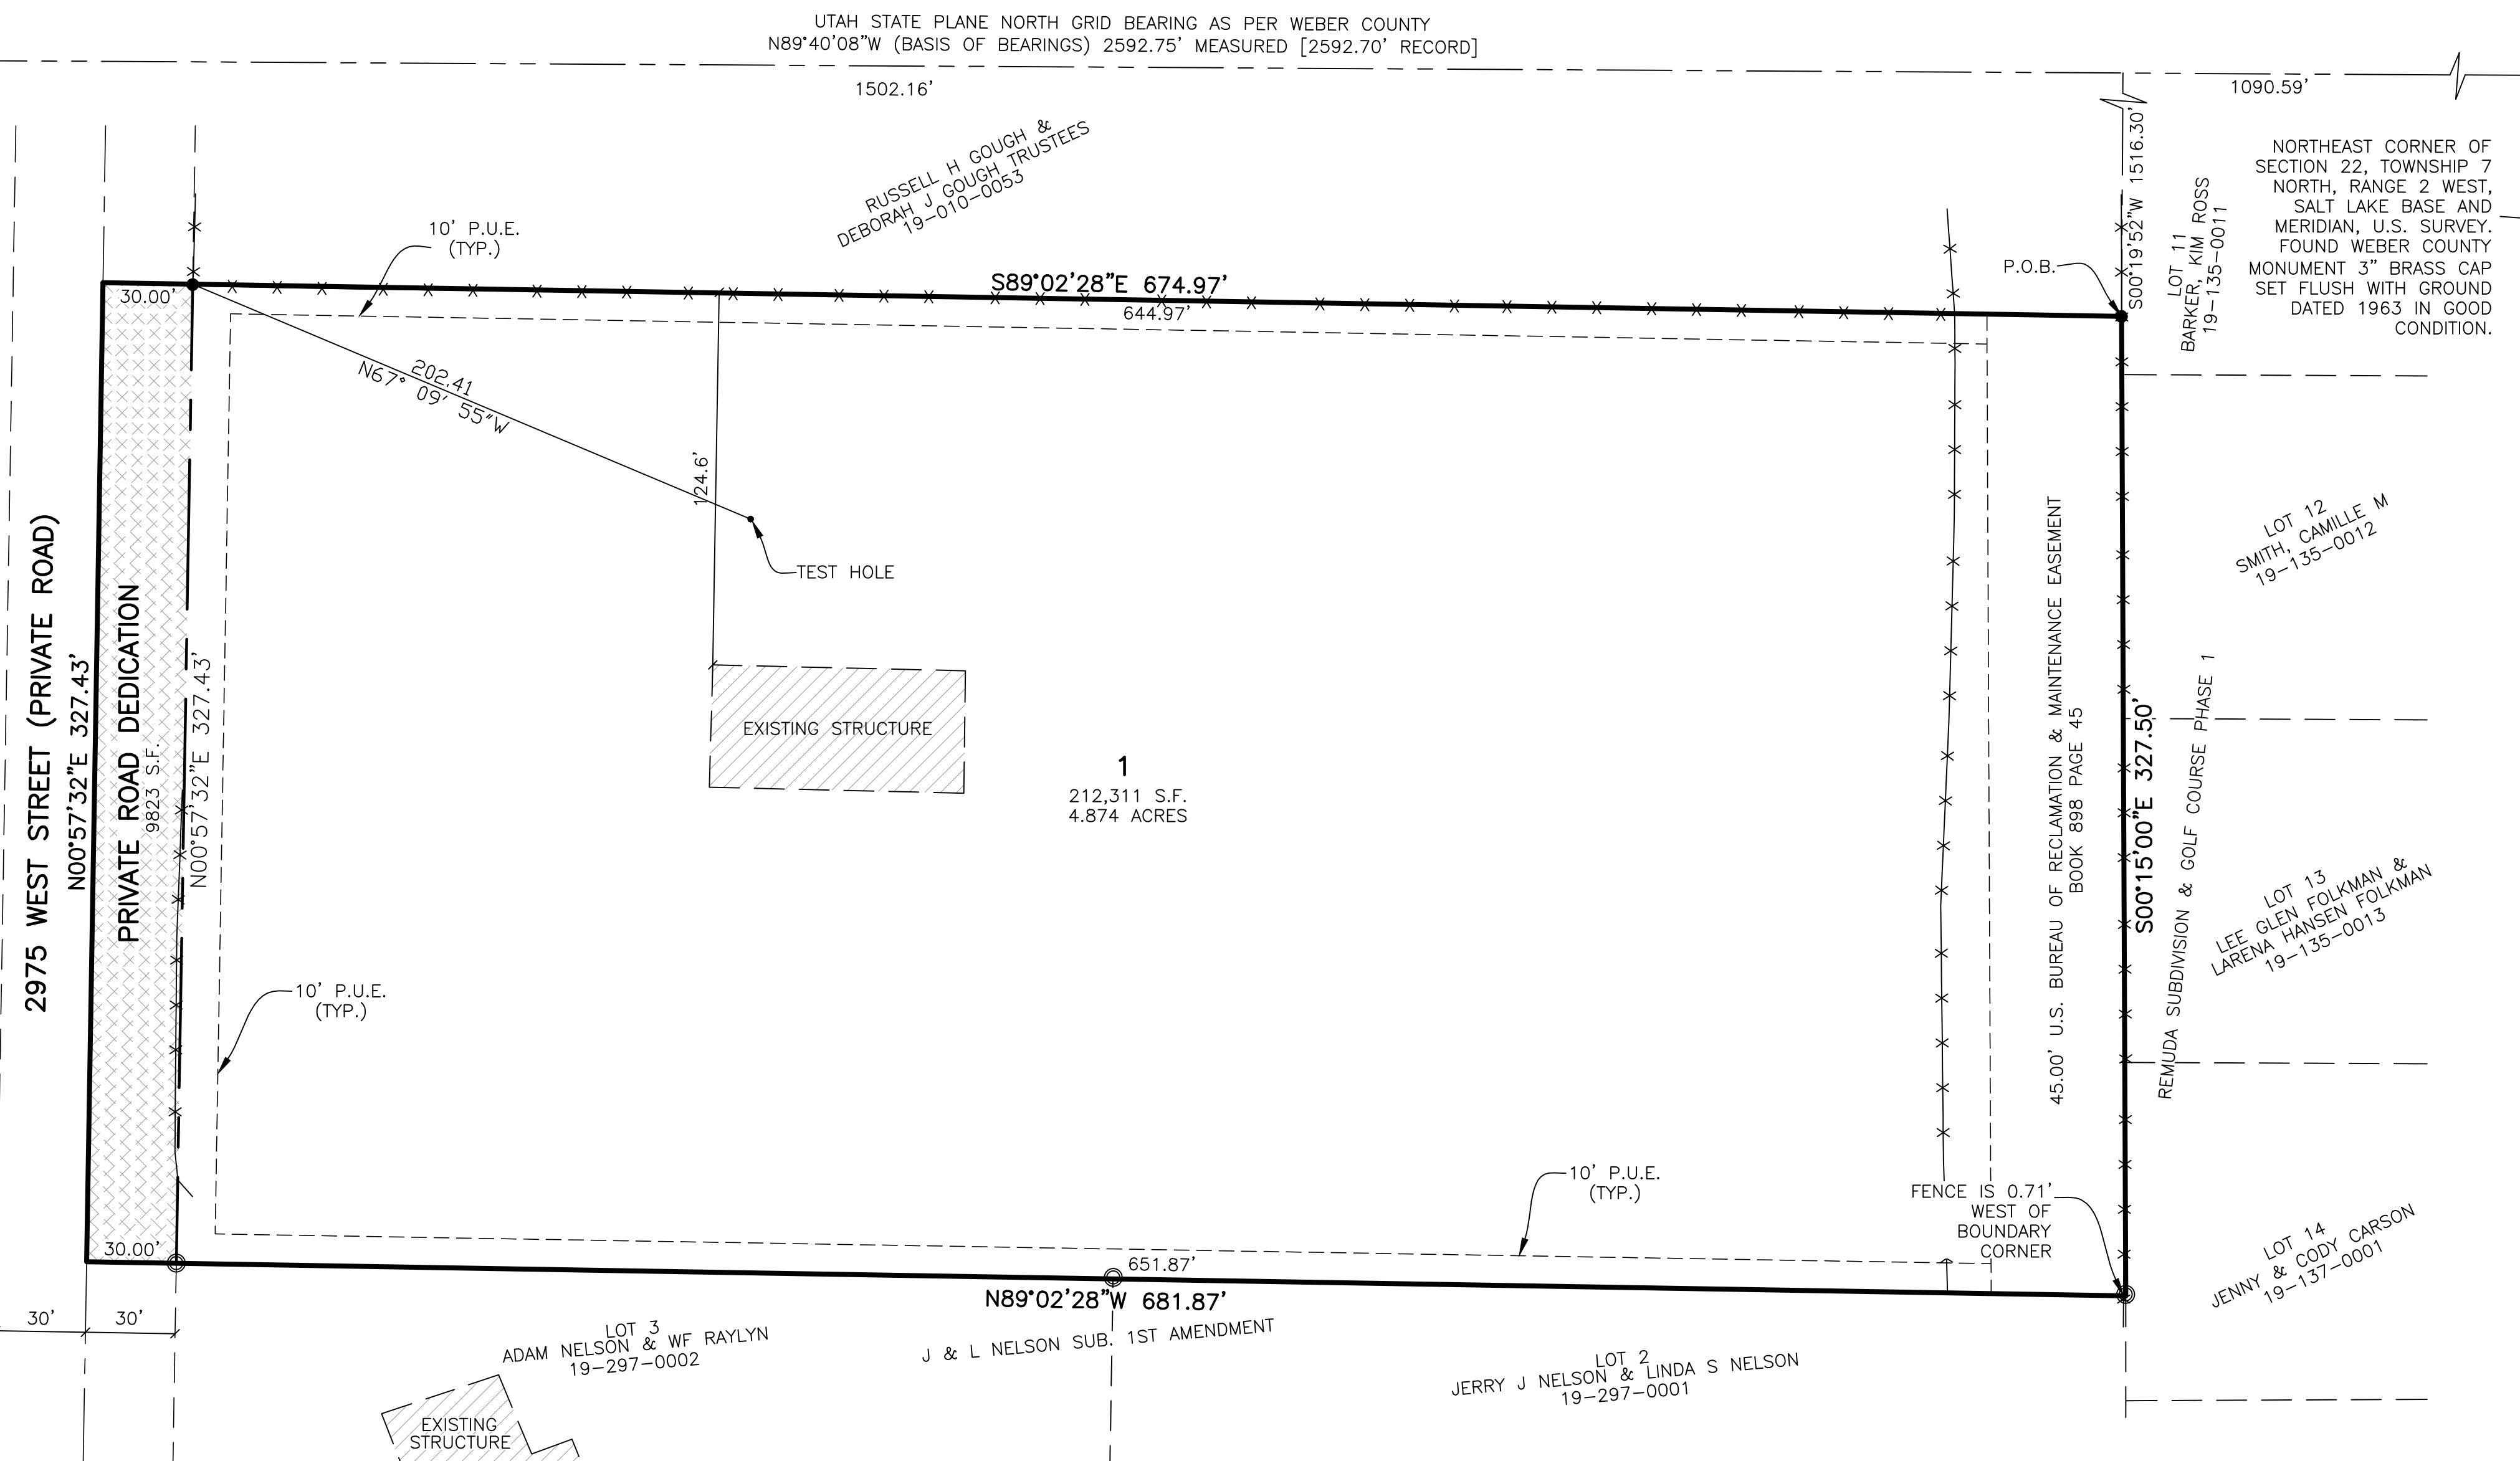 UTAH STATE PLANE NORTH GRID BEARING AS PER WEBER COUNTY
N89°40'08"W (BASIS OF BEARINGS) 2592.75' MEASURED [2592.70' RECORD]
1502.16'
1090.59'
S00°19'52"W 1516.30'
NORTHEAST CORNER OF
SECTION 22, TOWNSHIP 7
NORTH, RANGE 2 WEST,
SALT LAKE BASE AND
MERIDIAN, U.S. SURVEY.
FOUND WEBER COUNTY
MONUMENT 3" BRASS CAP
SET FLUSH WITH GROUND
DATED 1963 IN GOOD
CONDITION.
RUSSELL H GOUGH &
DEBORAH J GOUGH TRUSTEES
19-010-0053
LOT 11
BARKER, KIM ROSS
19-135-0011
10' P.U.E.
(TYP.)
P.O.B.
S89°02'28"E 674.97'
644.97'
30.00'
202.41
N67° 09' 55"W
124.6'
TEST HOLE
EXISTING STRUCTURE
1
212,311 S.F.
4.874 ACRES
2975 WEST STREET (PRIVATE ROAD)
N00°57'32"E 327.43'
PRIVATE ROAD DEDICATION
9823 S.F.
N00°57'32"E 327.43'
45.00' U.S. BUREAU OF RECLAMATION & MAINTENANCE EASEMENT
BOOK 898 PAGE 45
S00°15'00"E 327.50'
REMUDA SUBDIVISION & GOLF COURSE PHASE 1
LOT 12
SMITH, CAMILLE M
19-135-0012
LOT 13
LEE GLEN FOLKMAN &
LARENA HANSEN FOLKMAN
19-135-0013
10' P.U.E.
(TYP.)
10' P.U.E.
(TYP.)
FENCE IS 0.71'
WEST OF
BOUNDARY
CORNER
LOT 14
JENNY & CODY CARSON
19-137-0001
30.00'
651.87'
N89°02'28"W 681.87'
30'
30'
LOT 3
ADAM NELSON & WF RAYLYN
19-297-0002
J & L NELSON SUB. 1ST AMENDMENT
LOT 2
JERRY J NELSON & LINDA S NELSON
19-297-0001
EXISTING
STRUCTURE